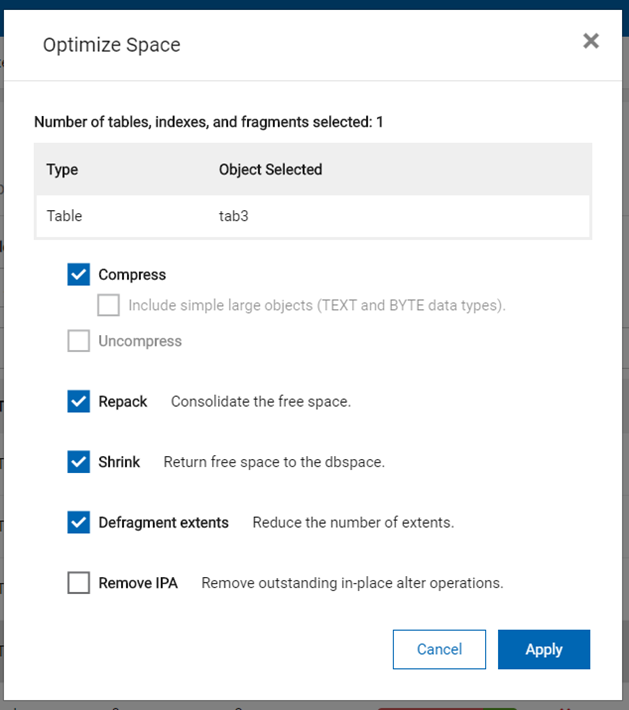 Optimize Space
Number of tables, indexes, and fragments selected: 1
Type Object Selected
Table tab3
Compress
Include simple large objects (TEXT and BYTE data types).
Uncompress
Repack Consolidate the free space.
Shrink Return free space to the dbspace.
Defragment extents Reduce the number of extents.
Remove IPA Remove outstanding in-place alter operations.
Cancel Apply